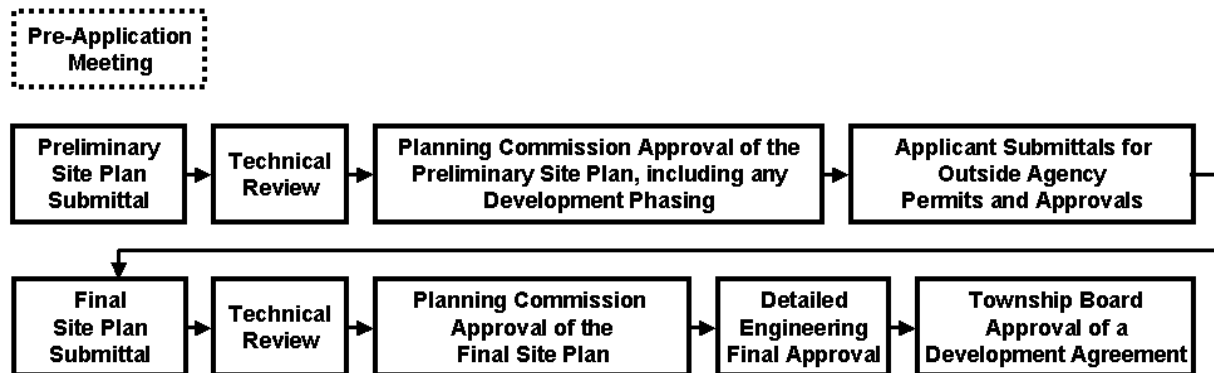 Pre-Application
Meeting
Preliminary
Site Plan
Submittal
Technical
Review
Planning Commission Approval of the
Preliminary Site Plan, including any
Development Phasing
Applicant Submittals for
Outside Agency
Permits and Approvals
Final
Site Plan
Submittal
Technical
Review
Planning Commission
Approval of the
Final Site Plan
Detailed
Engineering
Final Approval
Township Board
Approval of a
Development Agreement